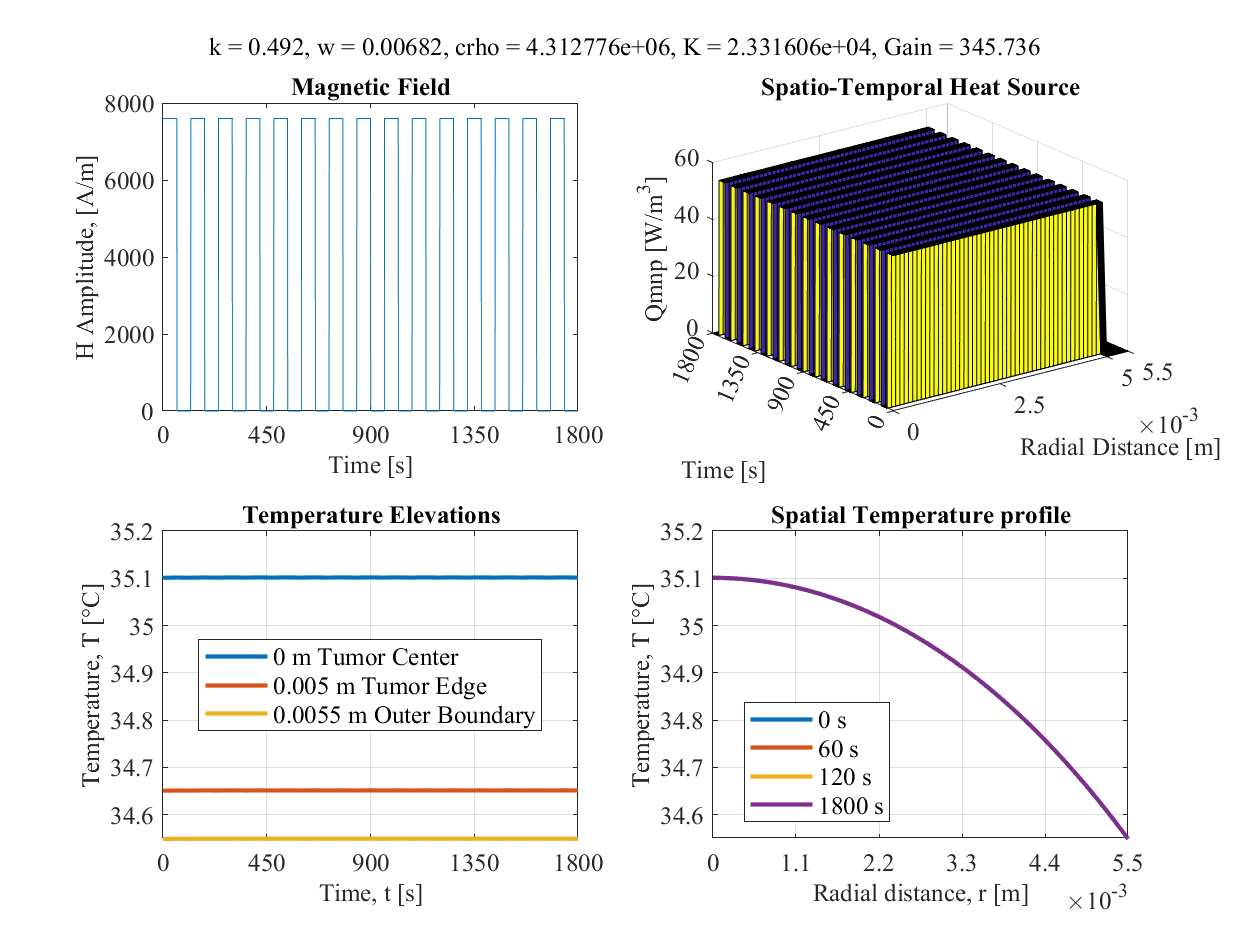 k = 0.492, w = 0.00682, crho = 4.312776e+06, K = 2.331606e+04, Gain = 345.736
Magnetic Field
8000
6000
4000
2000
0
H Amplitude, [A/m]
0 450 900 1350 1800
Time [s]
Spatio-Temporal Heat Source
60
40
20
0
Qmnp [W/m³]
1800
1350
900
450
0
Time [s]
0
2.5
5
5.5
×10⁻³
Radial Distance [m]
Temperature Elevations
35.2
35.1
35
34.9
34.8
34.7
34.6
Temperature, T [°C]
0 m Tumor Center
0.005 m Tumor Edge
0.0055 m Outer Boundary
0 450 900 1350 1800
Time, t [s]
Spatial Temperature profile
35.2
35.1
35
34.9
34.8
34.7
34.6
Temperature, T [°C]
0 s
60 s
120 s
1800 s
0 1.1 2.2 3.3 4.4 5.5
Radial distance, r [m]
×10⁻³